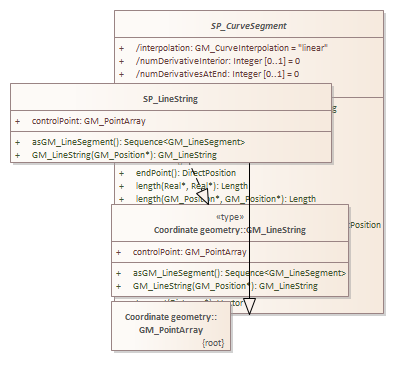 SP_CurveSegment
+ /interpolation: GM_CurveInterpolation = "linear"
+ /numDerivativeInterior: Integer [0..1] = 0
+ /numDerivativesAtEnd: Integer [0..1] = 0
SP_LineString
+ controlPoint: GM_PointArray
+ asGM_LineSegment(): Sequence<GM_LineSegment>
+ GM_LineString(GM_Position*): GM_LineString
+ endPoint(): DirectPosition
+ length(Real*, Real*): Length
+ length(GM_Position*, GM_Position*): Length
«type»
Coordinate geometry::GM_LineString
+ controlPoint: GM_PointArray
+ asGM_LineSegment(): Sequence<GM_LineSegment>
+ GM_LineString(GM_Position*): GM_LineString
Coordinate geometry::
GM_PointArray
{root}